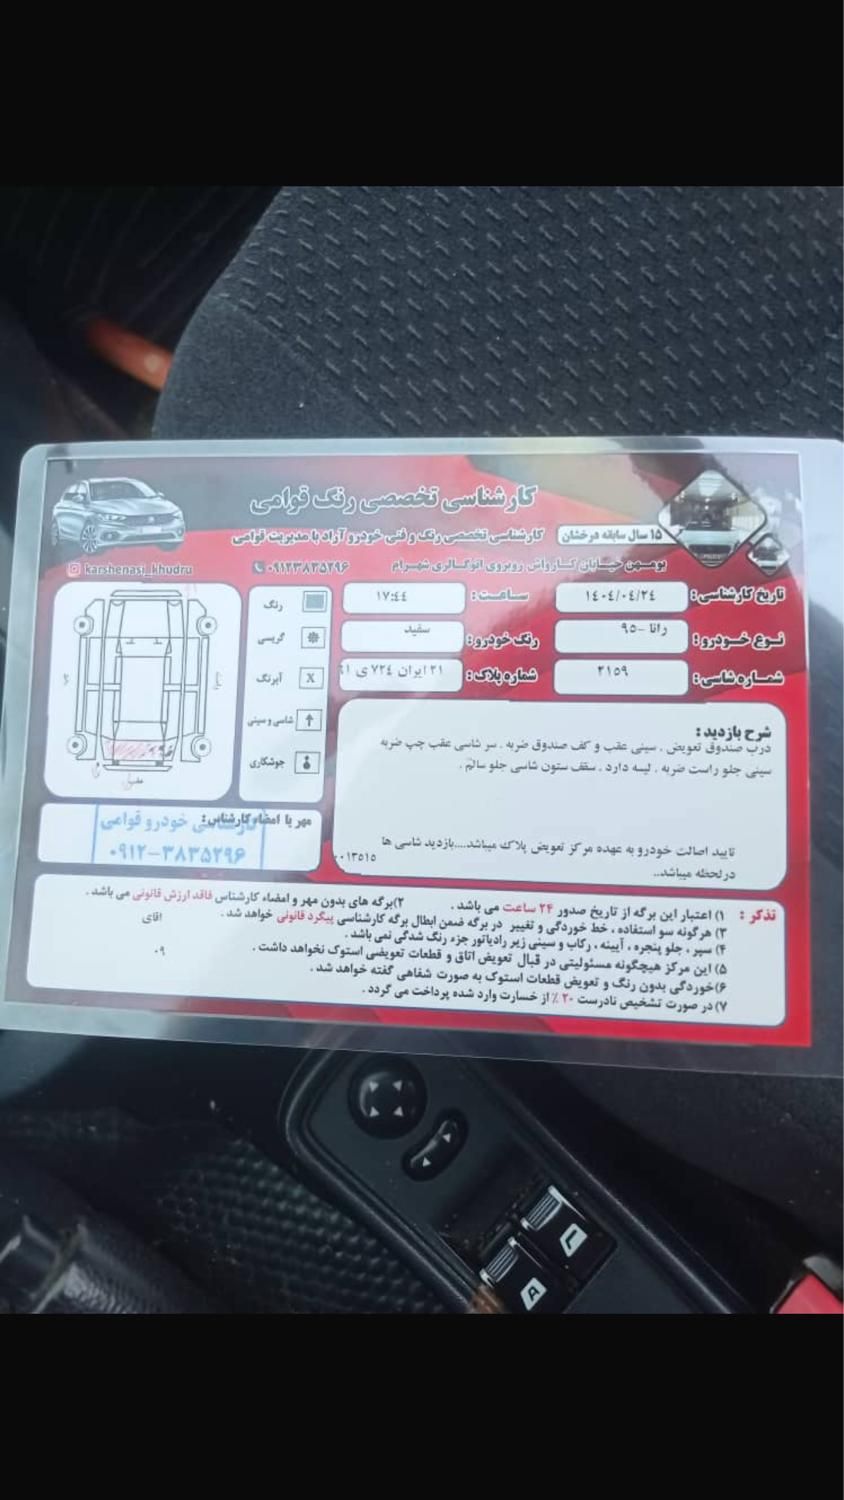 کارشناسی تخصصی رنگ قوامی
۱۵ سال سابقه درخشان
کارشناسی تخصصی رنگ و فنی خودرو آراد با مدیریت قوامی
بومهن خیابان کارواش روبروی اتوگالری شهرام
۰۹۱۲۳۸۳۵۲۹۶
karshenasi_khudru
تاریخ کارشناسی: ۱۴۰۴/۰۴/۲۴
ساعت: ۱۷:۴۴
نوع خودرو: رانا -۹۵
رنگ خودرو: سفید
شماره شاسی: ۲۱۵۹
شماره پلاک: ۲۱ ایران ۷۲۴ ی
رنگ
گریسی
X آبرنگ
شاسی و سینی
جوشکاری
شرح بازدید:
درب صندوق تعویض . سینی عقب و کف صندوق ضربه . سر شاسی عقب چپ ضربه
سینی جلو راست ضربه . لیسه دارد . سقف ستون شاسی جلو سالم .
تایید اصالت خودرو به عهده مرکز تعویض پلاک میباشد....بازدید شاسی ها
در لحظه میباشد..
۰۰۱۳۵۱۵
مهر یا امضاء کارشناس:
کارشناسی خودرو قوامی
۰۹۱۲-۳۸۳۵۲۹۶
تذکر :
۱) اعتبار این برگه از تاریخ صدور ۲۴ ساعت می باشد .
۲)برگه های بدون مهر و امضاء کارشناس فاقد ارزش قانونی می باشد .
۳) هرگونه سو استفاده ، خط خوردگی و تغییر در برگه ضمن ابطال برگه کارشناسی پیگرد قانونی خواهد شد .
۴) سپر ، جلو پنجره ، آیینه ، رکاب و سینی زیر رادیاتور جزء رنگ شدگی نمی باشد .
۵) این مرکز هیچگونه مسئولیتی در قبال تعویض اتاق و قطعات تعویضی استوک نخواهد داشت .
۶)خوردگی بدون رنگ و تعویض قطعات استوک به صورت شفاهی گفته خواهد شد .
۷) در صورت تشخیص نادرست ۲۰ ٪ از خسارت وارد شده پرداخت می گردد .
اقای
۰۹
L
A